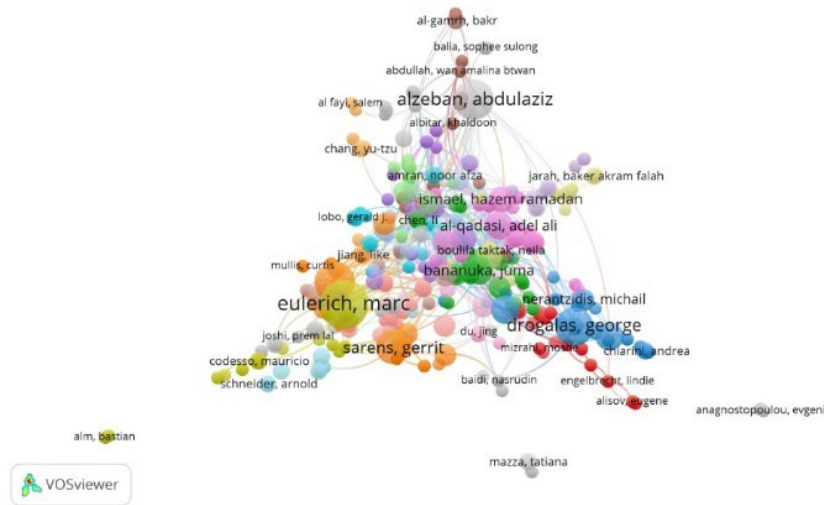 al-gamrh, bakr
balia, sophee sulong
abdullah, wan amalina btwan
alzeban, abdulaziz
al fayi, salem
albitar, khaldoon
chang, yu-tzu
amran, noor afza
jarah, baker akram falah
ismael, hazem ramadan
lobo, gerald j.
chen, li
al-qadasi, adel ali
jiang, like
boulila taktak, neila
mullis, curtis
bananuka, juma
eulerich, marc
nerantzidis, michail
drogalas, george
joshi, prem lal
du, jing
sarens, gerrit
mizrahi, moshe
chiarini, andrea
codesso, mauricio
schneider, arnold
baidi, nasrudin
engelbrecht, lindie
alisov, eugene
anagnostopoulou, evgeni
alm, bastian
mazza, tatiana
VOSviewer